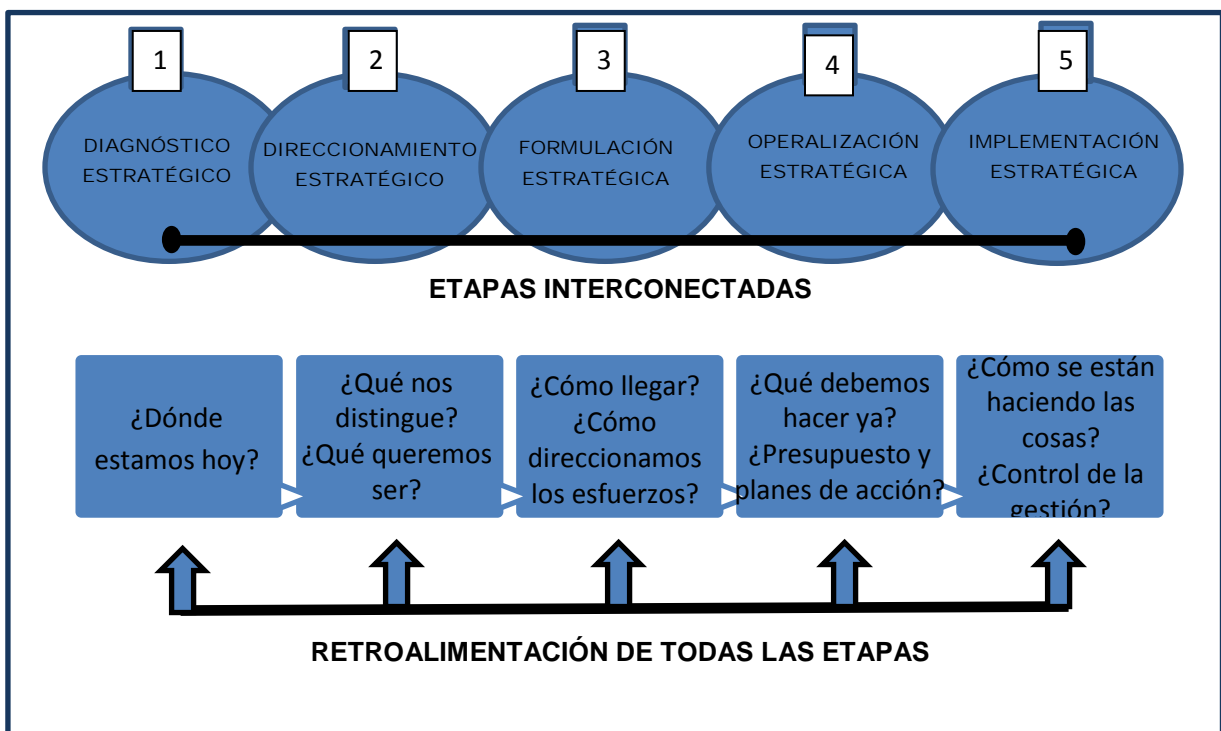 1
2
3
4
5
DIAGNÓSTICO
ESTRATÉGICO
DIRECCIONAMIENTO
ESTRATÉGICO
FORMULACIÓN
ESTRATÉGICA
OPERALIZACIÓN
ESTRATÉGICA
IMPLEMENTACIÓN
ESTRATÉGICA
ETAPAS INTERCONECTADAS
¿Dónde
estamos hoy?
¿Qué nos
distingue?
¿Qué queremos
ser?
¿Cómo llegar?
¿Cómo
direccionamos
los esfuerzos?
¿Qué debemos
hacer ya?
¿Presupuesto y
planes de acción?
¿Cómo se están
haciendo las
cosas?
¿Control de la
gestión?
RETROALIMENTACIÓN DE TODAS LAS ETAPAS